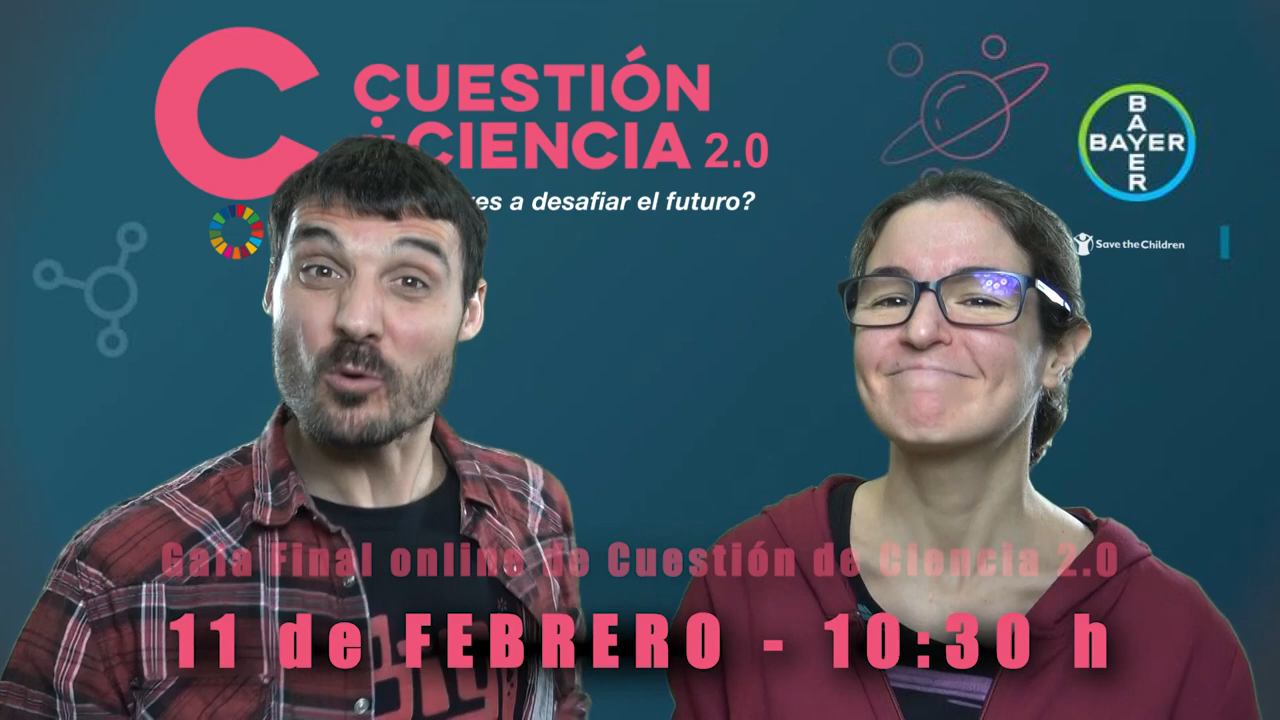 CUESTIÓN
CIENCIA 2.0
a desafiar el futuro?
BAYER
BAYER
Save the Children
Gala Final online de Cuestión de Ciencia 2.0
11 de FEBRERO - 10:30 h